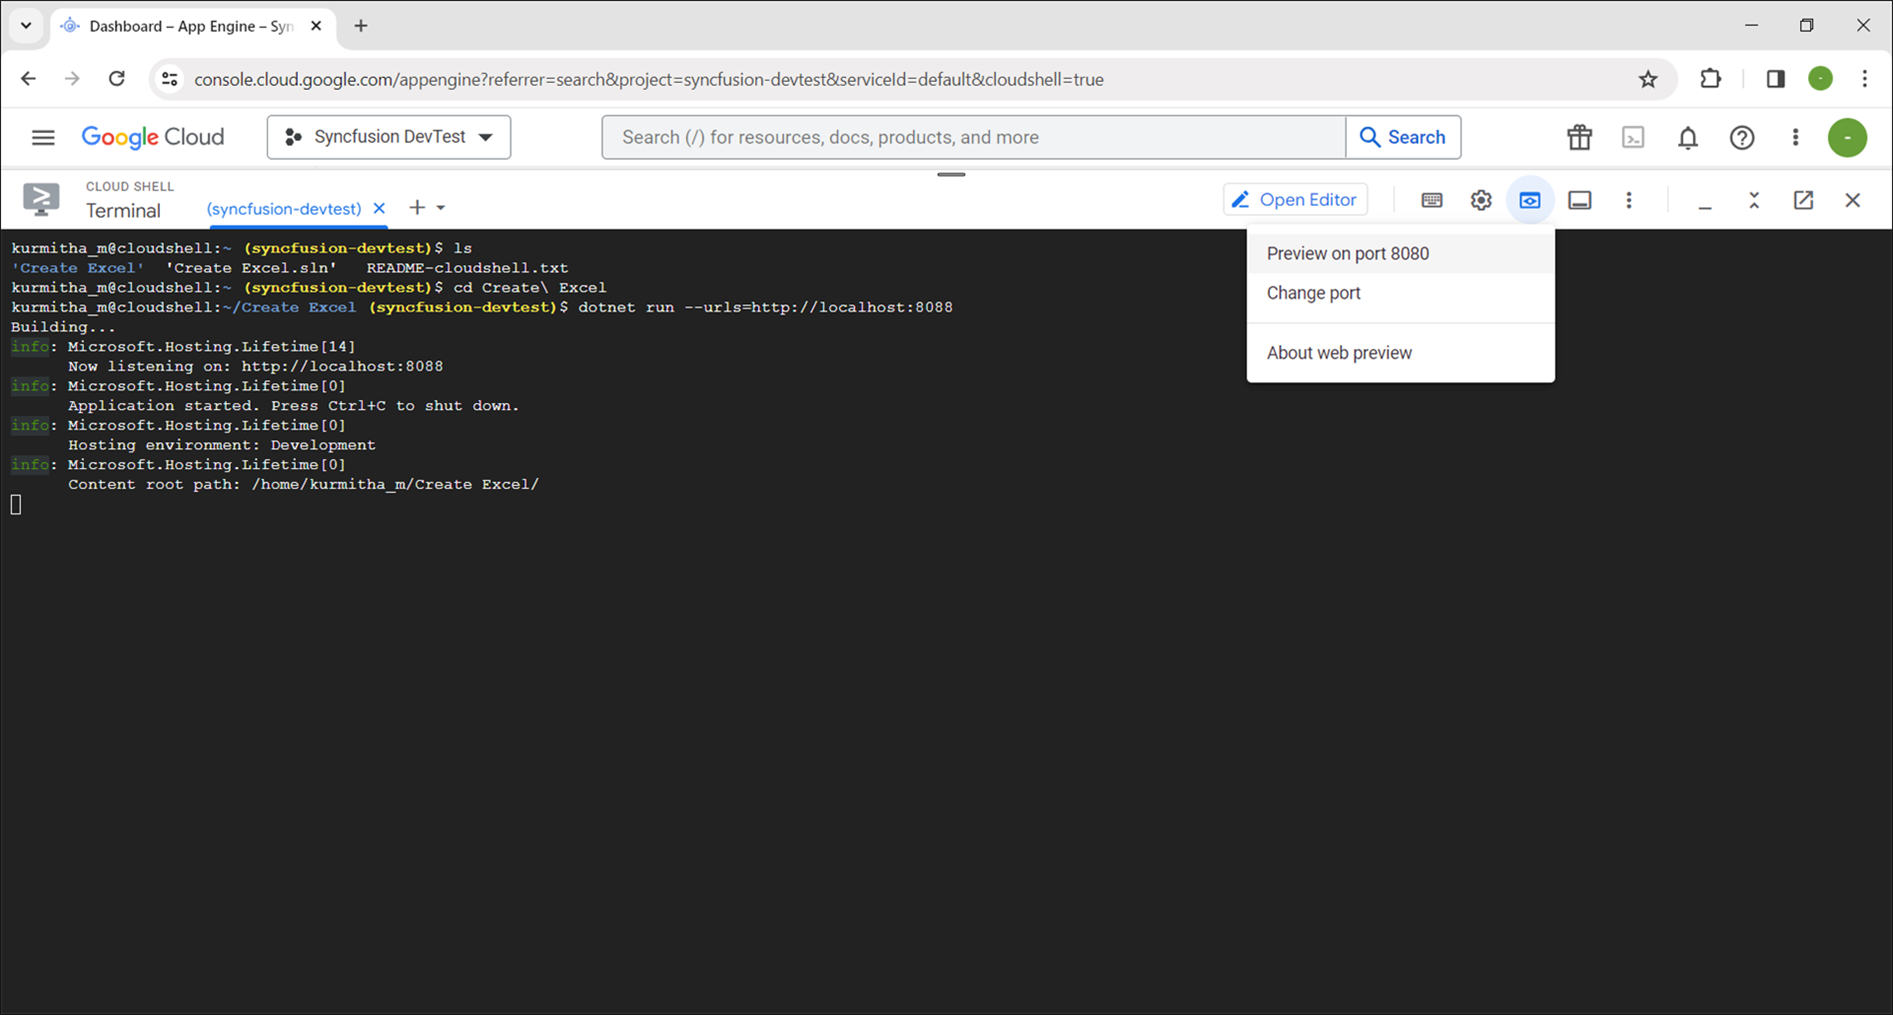 Dashboard – App Engine – Syn
console.cloud.google.com/appengine?referrer=search&project=syncfusion-devtest&serviceId=default&cloudshell=true
Google Cloud
Syncfusion DevTest
Search (/) for resources, docs, products, and more
Search
CLOUD SHELL
Terminal
(syncfusion-devtest)
Open Editor
Preview on port 8080
Change port
About web preview
kurmitha_m@cloudshell:~ (syncfusion-devtest)$ ls
'Create Excel'  'Create Excel.sln'   README-cloudshell.txt
kurmitha_m@cloudshell:~ (syncfusion-devtest)$ cd Create\ Excel
kurmitha_m@cloudshell:~/Create Excel (syncfusion-devtest)$ dotnet run --urls=http://localhost:8088
Building...
info: Microsoft.Hosting.Lifetime[14]
      Now listening on: http://localhost:8088
info: Microsoft.Hosting.Lifetime[0]
      Application started. Press Ctrl+C to shut down.
info: Microsoft.Hosting.Lifetime[0]
      Hosting environment: Development
info: Microsoft.Hosting.Lifetime[0]
      Content root path: /home/kurmitha_m/Create Excel/